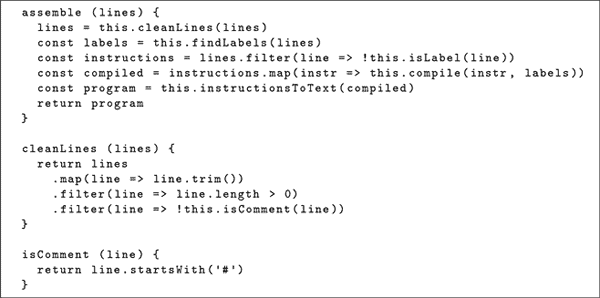 assemble (lines) {
  lines = this.cleanLines(lines)
  const labels = this.findLabels(lines)
  const instructions = lines.filter(line => !this.isLabel(line))
  const compiled = instructions.map(instr => this.compile(instr, labels))
  const program = this.instructionsToText(compiled)
  return program
}

cleanLines (lines) {
  return lines
    .map(line => line.trim())
    .filter(line => line.length > 0)
    .filter(line => !this.isComment(line))
}

isComment (line) {
  return line.startsWith('#')
}